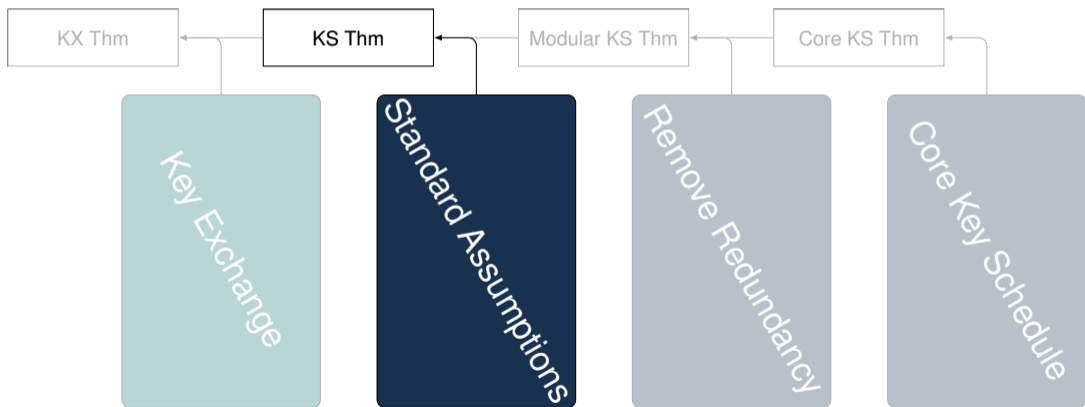 KX Thm
KS Thm
Modular KS Thm
Core KS Thm
Key Exchange
Standard Assumptions
Remove Redundancy
Core Key Schedule